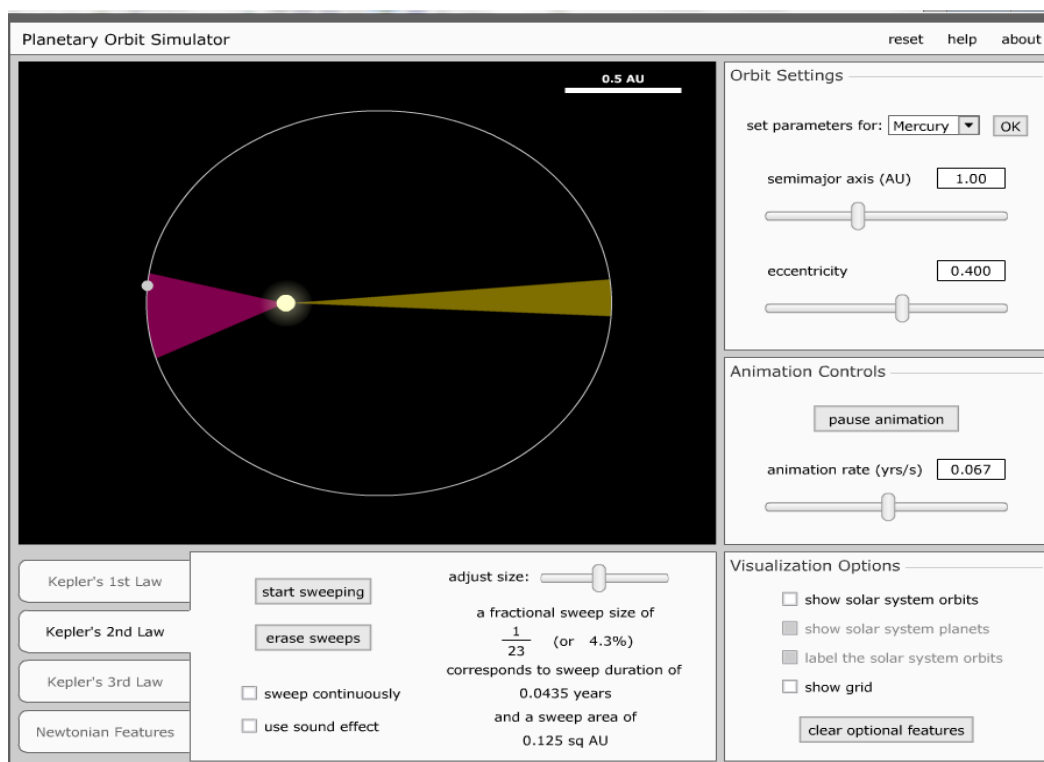 Planetary Orbit Simulator
reset help about
0.5 AU
Orbit Settings
set parameters for: Mercury OK
semimajor axis (AU) 1.00
eccentricity 0.400
Animation Controls
pause animation
animation rate (yrs/s) 0.067
Kepler's 1st Law
Kepler's 2nd Law
Kepler's 3rd Law
Newtonian Features
start sweeping
erase sweeps
sweep continuously
use sound effect
adjust size:
a fractional sweep size of
1
23
(or 4.3%)
corresponds to sweep duration of
0.0435 years
and a sweep area of
0.125 sq AU
Visualization Options
show solar system orbits
show solar system planets
label the solar system orbits
show grid
clear optional features